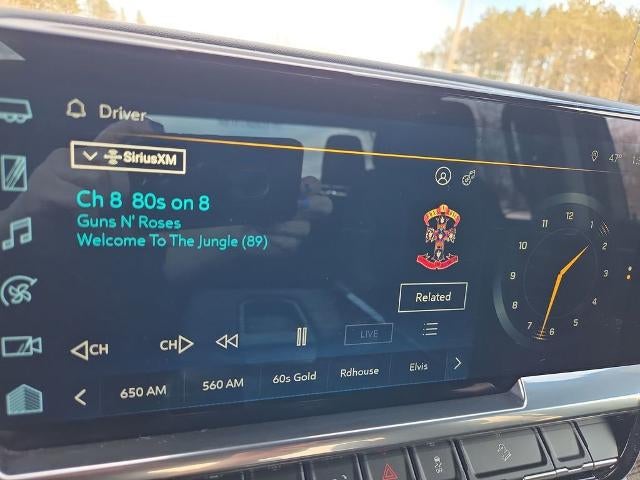 Driver
47°
SiriusXM
Ch 8 80s on 8
Guns N' Roses
Welcome To The Jungle (89)
Related
CH
CH
LIVE
650 AM
560 AM
60s Gold
Rdhouse
Elvis
12
1
2
3
4
5
6
7
8
9
10
11